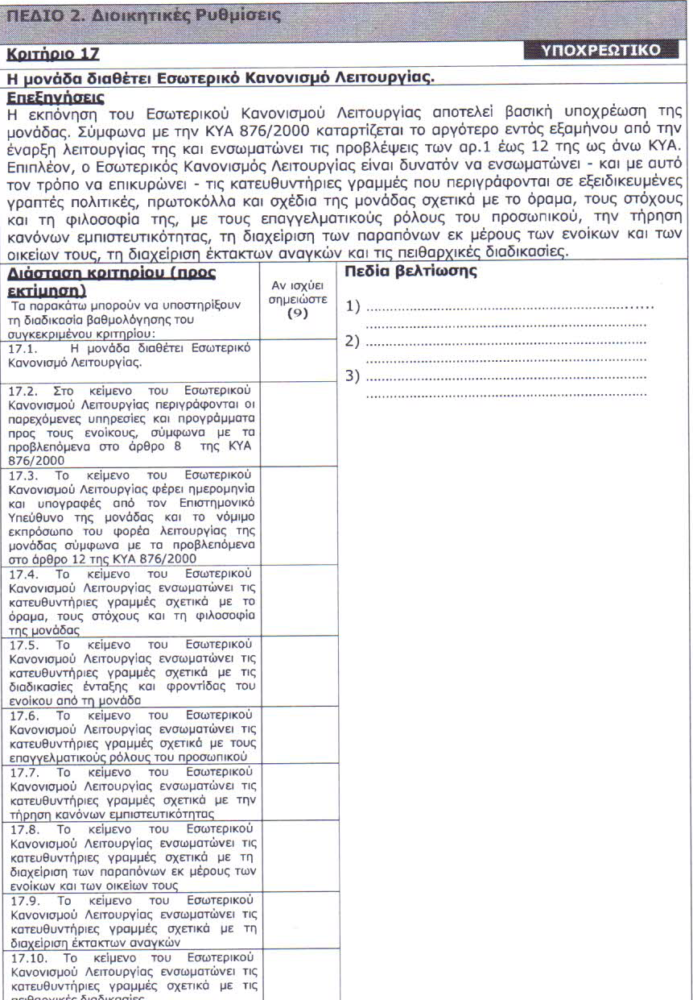 ΠΕΔΙΟ 2. Διοικητικές Ρυθμίσεις
Κριτήριο 17
ΥΠΟΧΡΕΩΤΙΚΟ
Η μονάδα διαθέτει Εσωτερικό Κανονισμό Λειτουργίας.
Επεξηγήσεις
Η εκπόνηση του Εσωτερικού Κανονισμού Λειτουργίας αποτελεί βασική υποχρέωση της
μονάδας. Σύμφωνα με την ΚΥΑ 876/2000 καταρτίζεται το αργότερο εντός εξαμήνου από την
έναρξη λειτουργίας της και ενσωματώνει τις προβλέψεις των αρ.1 έως 12 της ως άνω ΚΥΑ.
Επιπλέον, ο Εσωτερικός Κανονισμός Λειτουργίας είναι δυνατόν να ενσωματώνει - και με αυτό
τον τρόπο να επικυρώνει - τις κατευθυντήριες γραμμές που περιγράφονται σε εξειδικευμένες
γραπτές πολιτικές, πρωτοκόλλα και σχέδια της μονάδας σχετικά με το όραμα, τους στόχους
και τη φιλοσοφία της, με τους επαγγελματικούς ρόλους του προσωπικού, την τήρηση
κανόνων εμπιστευτικότητας, τη διαχείριση των παραπόνων εκ μέρους των ενοίκων και των
οικείων τους, τη διαχείριση έκτακτων αναγκών και τις πειθαρχικές διαδικασίες.
Διάσταση κριτηρίου (προς
εκτίμηση)
Τα παρακάτω μπορούν να υποστηρίξουν
τη διαδικασία βαθμολόγησης του
συγκεκριμένου κριτηρίου:
Αν ισχύει
σημειώστε
(9)
Πεδία βελτίωσης
1) ..........................................................................
..........................................................................
2) ..........................................................................
..........................................................................
3) ..........................................................................
..........................................................................
17.1. Η μονάδα διαθέτει Εσωτερικό
Κανονισμό Λειτουργίας.
17.2. Στο κείμενο του Εσωτερικού
Κανονισμού Λειτουργίας περιγράφονται οι
παρεχόμενες υπηρεσίες και προγράμματα
προς τους ενοίκους, σύμφωνα με τα
προβλεπόμενα στο άρθρο 8 της ΚΥΑ
876/2000
17.3. Το κείμενο του Εσωτερικού
Κανονισμού Λειτουργίας φέρει ημερομηνία
και υπογραφές από τον Επιστημονικό
Υπεύθυνο της μονάδας και το νόμιμο
εκπρόσωπο του φορέα λειτουργίας της
μονάδας σύμφωνα με τα προβλεπόμενα
στο άρθρο 12 της ΚΥΑ 876/2000
17.4. Το κείμενο του Εσωτερικού
Κανονισμού Λειτουργίας ενσωματώνει τις
κατευθυντήριες γραμμές σχετικά με το
όραμα, τους στόχους και τη φιλοσοφία
της μονάδας
17.5. Το κείμενο του Εσωτερικού
Κανονισμού Λειτουργίας ενσωματώνει τις
κατευθυντήριες γραμμές σχετικά με τις
διαδικασίες ένταξης και φροντίδας του
ενοίκου από τη μονάδα
17.6. Το κείμενο του Εσωτερικού
Κανονισμού Λειτουργίας ενσωματώνει τις
κατευθυντήριες γραμμές σχετικά με τους
επαγγελματικούς ρόλους του προσωπικού
17.7. Το κείμενο του Εσωτερικού
Κανονισμού Λειτουργίας ενσωματώνει τις
κατευθυντήριες γραμμές σχετικά με την
τήρηση κανόνων εμπιστευτικότητας
17.8. Το κείμενο του Εσωτερικού
Κανονισμού Λειτουργίας ενσωματώνει τις
κατευθυντήριες γραμμές σχετικά με τη
διαχείριση των παραπόνων εκ μέρους των
ενοίκων και των οικείων τους
17.9. Το κείμενο του Εσωτερικού
Κανονισμού Λειτουργίας ενσωματώνει τις
κατευθυντήριες γραμμές σχετικά με τη
διαχείριση έκτακτων αναγκών
17.10. Το κείμενο του Εσωτερικού
Κανονισμού Λειτουργίας ενσωματώνει τις
κατευθυντήριες γραμμές σχετικά με τις
πειθαρχικές διαδικασίες